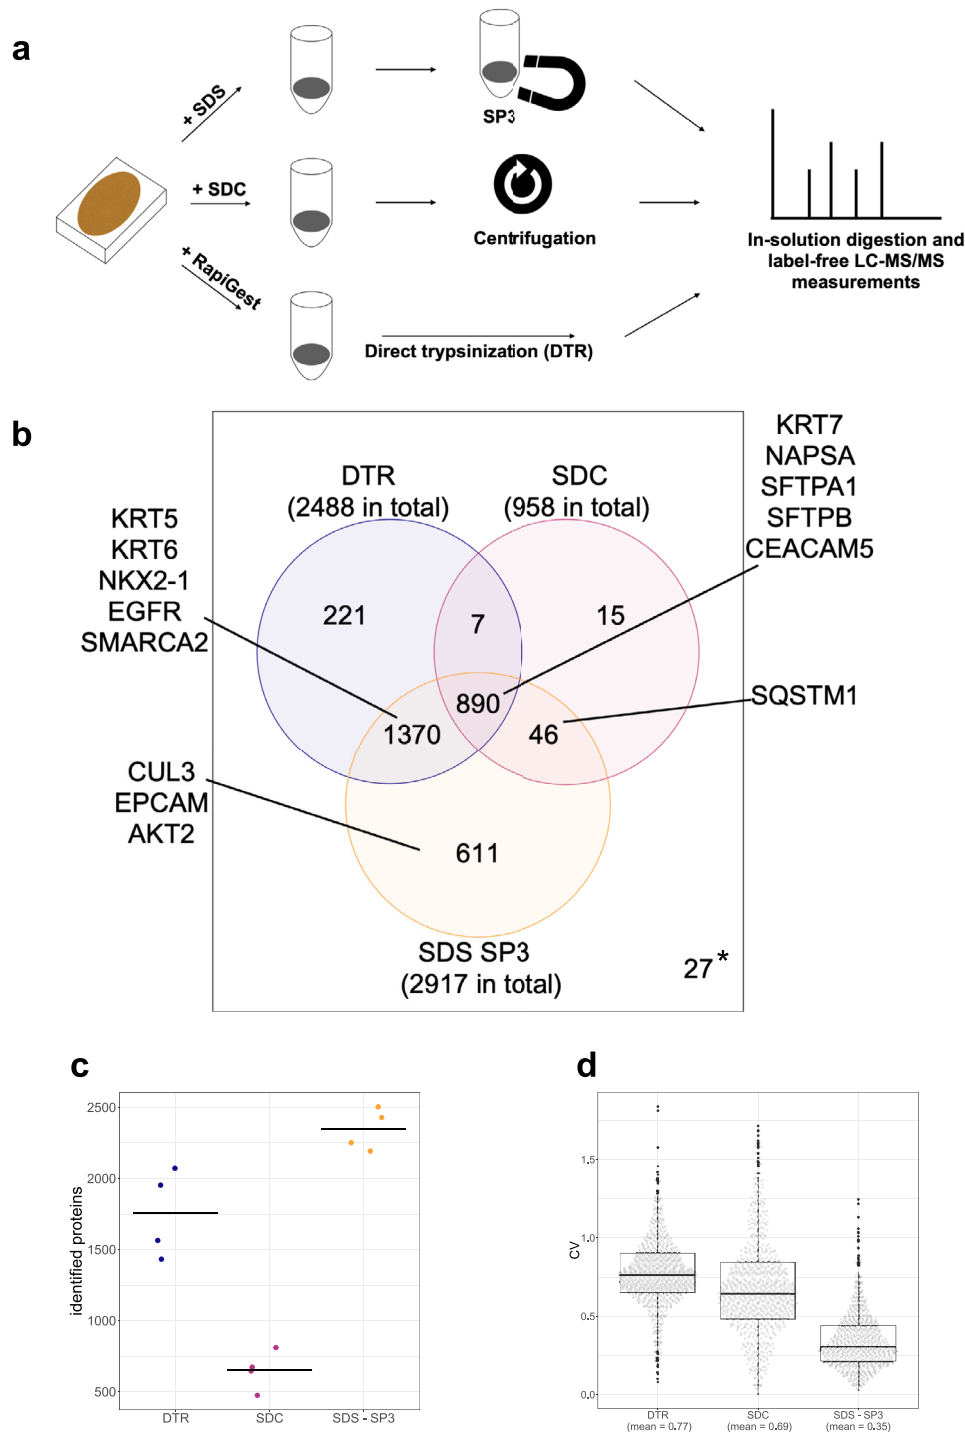 a
+ SDS
SP3
+ SDC
Centrifugation
+ RapiGest
Direct trypsinization (DTR)
In-solution digestion and
label-free LC-MS/MS
measurements
b
DTR
(2488 in total)
SDC
(958 in total)
KRT7
NAPSA
SFTPA1
SFTPB
CEACAM5
KRT5
KRT6
NKX2-1
EGFR
SMARCA2
221
7
15
890
1370
46
SQSTM1
CUL3
EPCAM
AKT2
611
SDS SP3
(2917 in total)
27*
c
identified proteins
2500
2000
1500
1000
500
DTR
SDC
SDS - SP3
d
CV
1.5
1.0
0.5
0.0
DTR
(mean = 0.77)
SDC
(mean = 0.69)
SDS - SP3
(mean = 0.35)